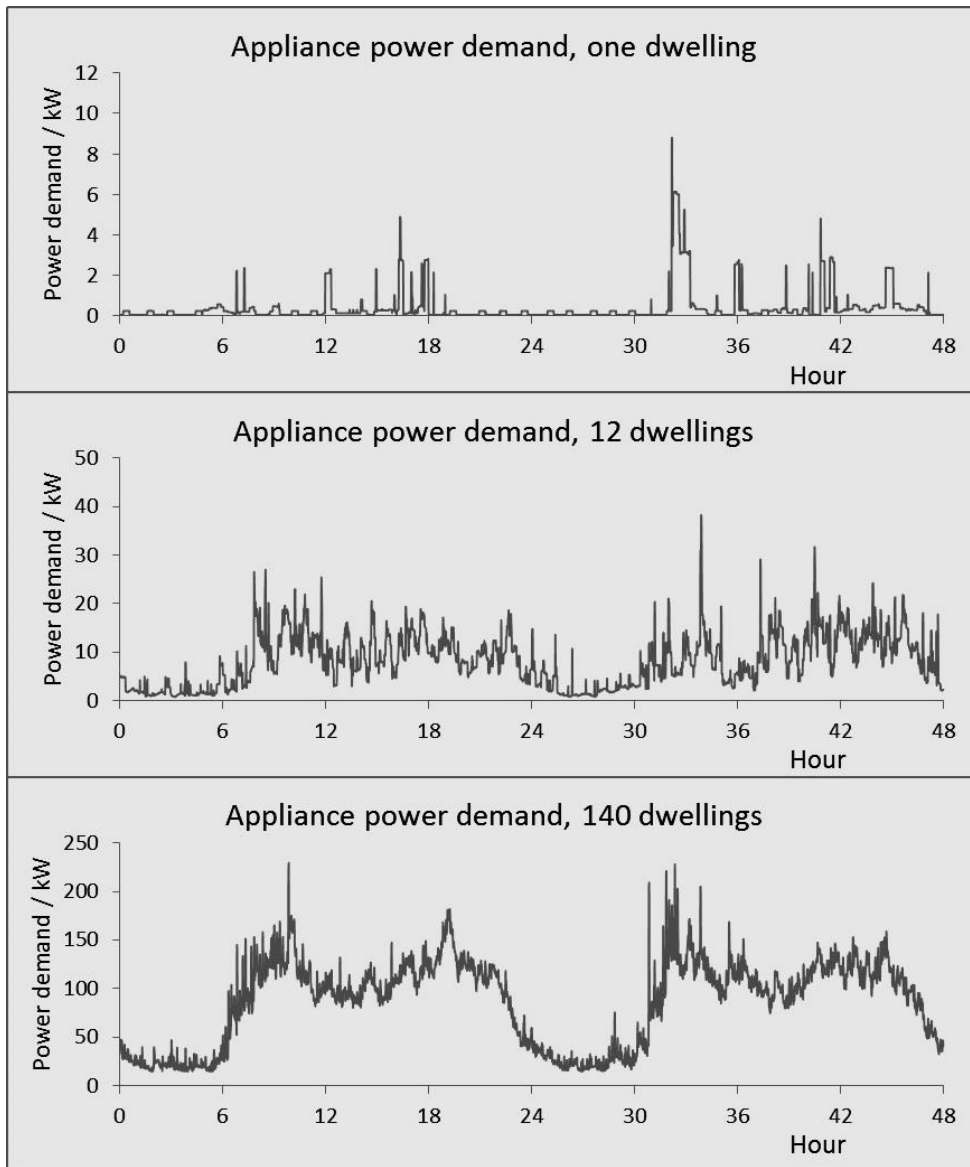 Appliance power demand, one dwelling
Power demand / kW
12
10
8
6
4
2
0
0 6 12 18 24 30 36 42 48
Hour
Appliance power demand, 12 dwellings
Power demand / kW
50
40
30
20
10
0
0 6 12 18 24 30 36 42 48
Hour
Appliance power demand, 140 dwellings
Power demand / kW
250
200
150
100
50
0
0 6 12 18 24 30 36 42 48
Hour